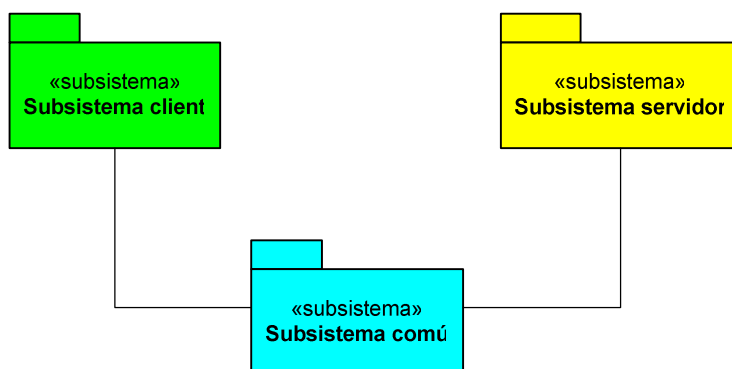 «subsistema»
Subsistema client
«subsistema»
Subsistema servidor
«subsistema»
Subsistema comú